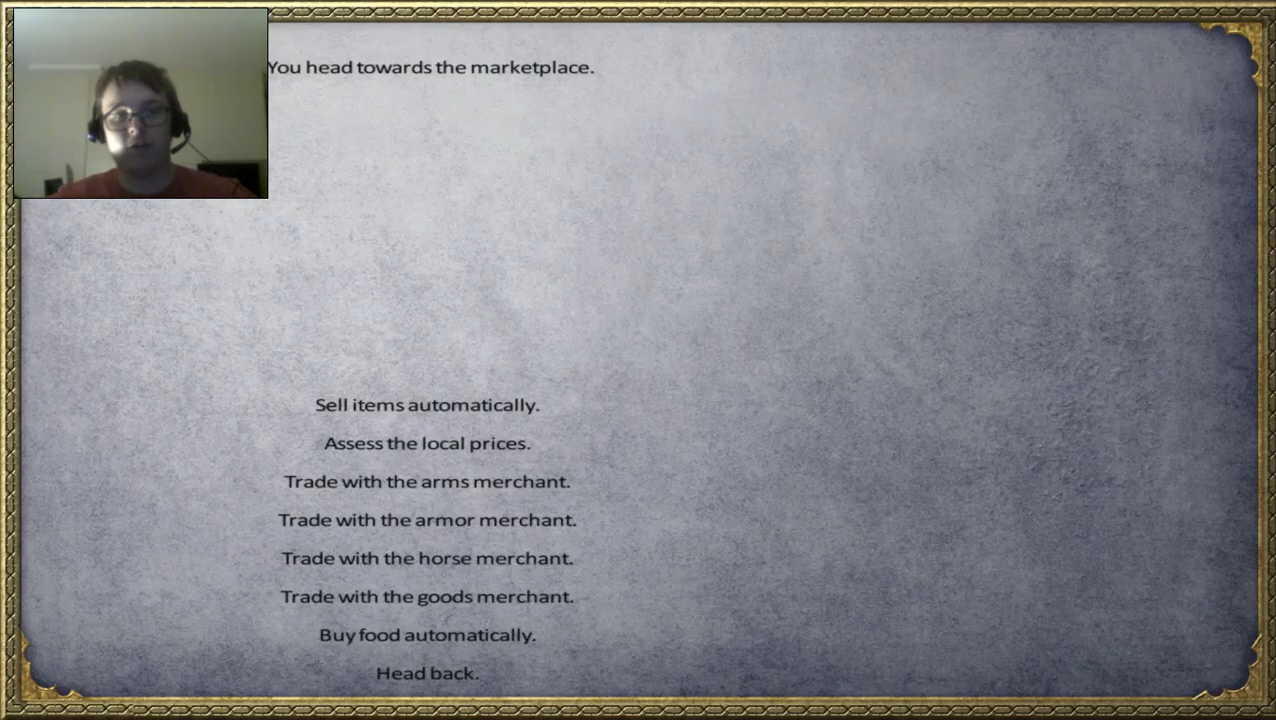 You head towards the marketplace.
Sell items automatically.
Assess the local prices.
Trade with the arms merchant.
Trade with the armor merchant.
Trade with the horse merchant.
Trade with the goods merchant.
Buy food automatically.
Head back.